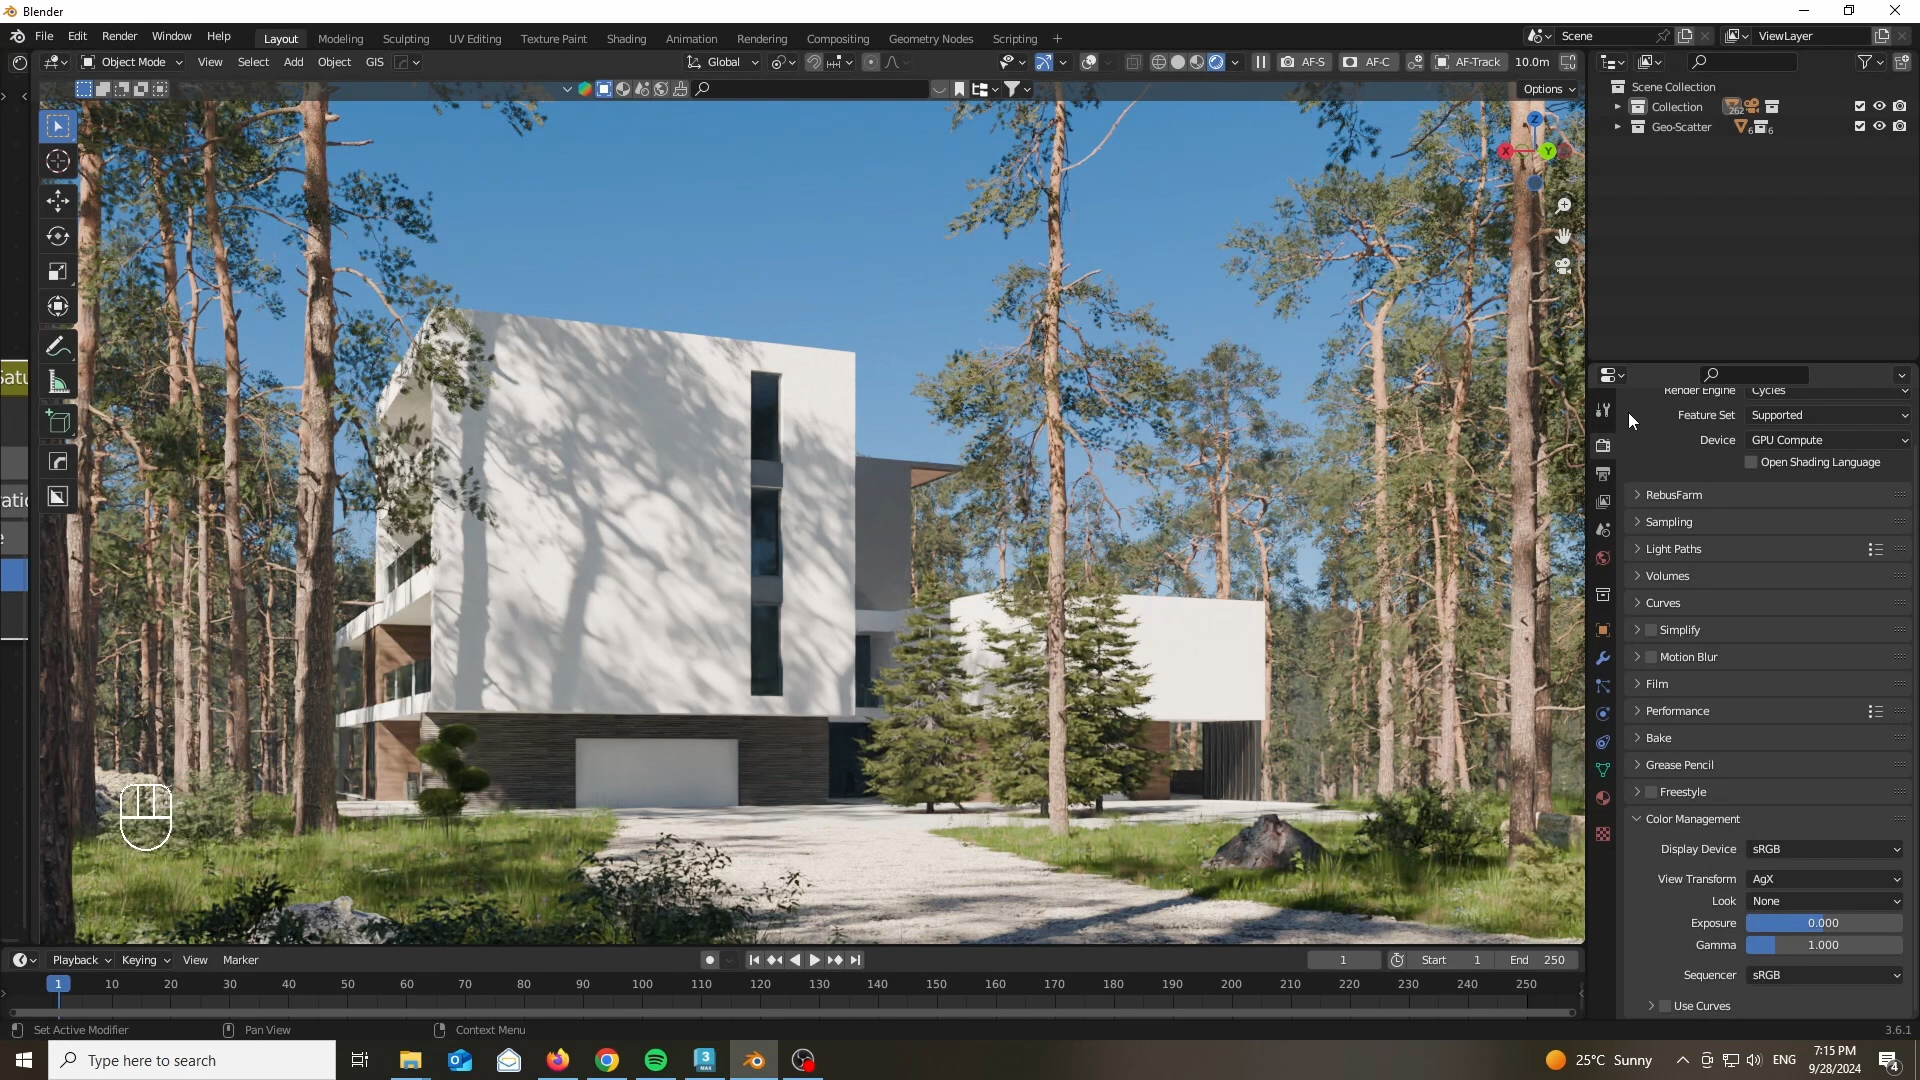 Blender
File Edit Render Window Help Layout Modeling Sculpting UV Editing Texture Paint Shading Animation Rendering Compositing Geometry Nodes Scripting + Scene ViewLayer
Object Mode View Select Add Object GIS Global AF-S AF-C AF-Track 10.0m
Options
Scene Collection
Collection 262
Geo-Scatter 6 6
Z
X Y
Render Engine Cycles
Feature Set Supported
Device GPU Compute
Open Shading Language
RebusFarm
Sampling
Light Paths
Volumes
Curves
Simplify
Motion Blur
Film
Performance
Bake
Grease Pencil
Freestyle
Color Management
Display Device sRGB
View Transform AgX
Look None
Exposure 0.000
Gamma 1.000
Sequencer sRGB
Use Curves
Playback Keying View Marker 1 Start 1 End 250
1 10 20 30 40 50 60 70 80 90 100 110 120 130 140 150 160 170 180 190 200 210 220 230 240 250
Set Active Modifier Pan View Context Menu 3.6.1
Type here to search 3 MAX 25°C Sunny ENG 7:15 PM
9/28/2024 4